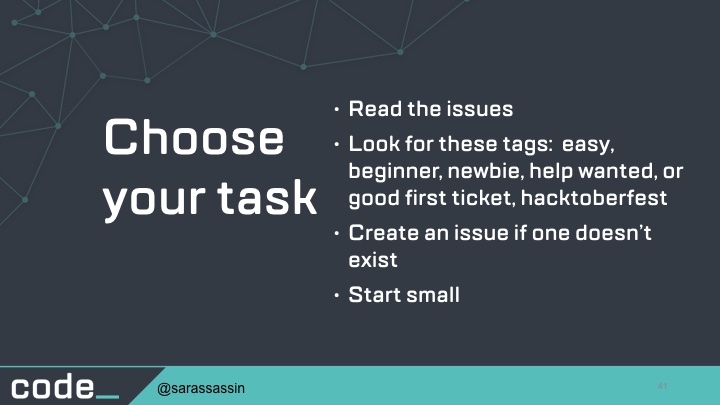 Choose
your task
• Read the issues
• Look for these tags:  easy,
beginner, newbie, help wanted, or
good first ticket, hacktoberfest
• Create an issue if one doesn’t
exist
• Start small
code_
@sarassassin
41